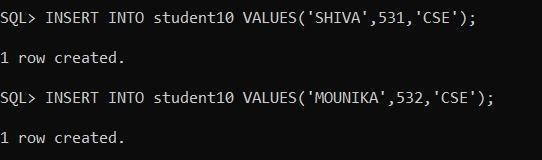 SQL> INSERT INTO student10 VALUES('SHIVA',531,'CSE');
1 row created.
SQL> INSERT INTO student10 VALUES('MOUNIKA',532,'CSE');
1 row created.